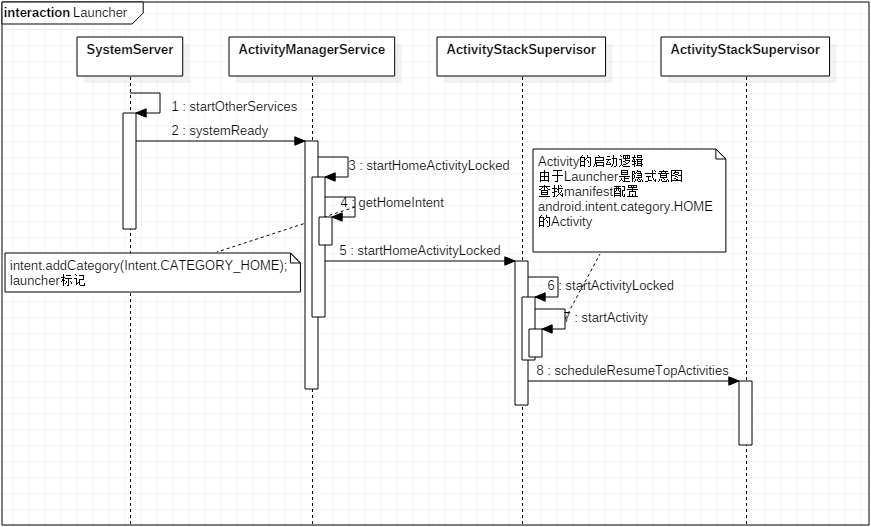 interaction Launcher
SystemServer
ActivityManagerService
ActivityStackSupervisor
ActivityStackSupervisor
1 : startOtherServices
2 : systemReady
3 : startHomeActivityLocked
4 : getHomeIntent
Activity的启动逻辑
由于Launcher是隐式意图
查找manifest配置
android.intent.category.HOME
的Activity
5 : startHomeActivityLocked
intent.addCategory(Intent.CATEGORY_HOME);
launcher标记
6 : startActivityLocked
7 : startActivity
8 : scheduleResumeTopActivities